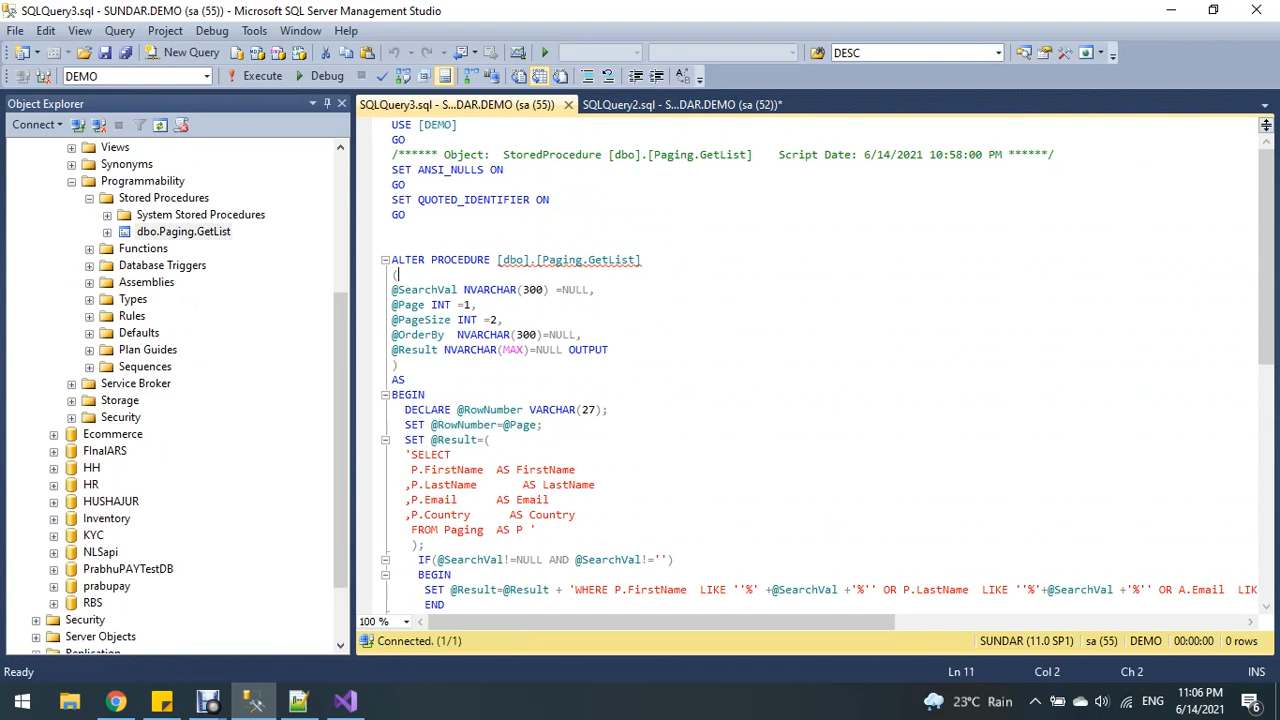 SQLQuery3.sql - SUNDAR.DEMO (sa (55)) - Microsoft SQL Server Management Studio
File Edit View Query Project Debug Tools Window Help
New Query
DESC
DEMO
Execute
Debug
Object Explorer
SQLQuery3.sql - S...DAR.DEMO (sa (55))
SQLQuery2.sql - S...DAR.DEMO (sa (52))*
Connect
Views
Synonyms
Programmability
Stored Procedures
System Stored Procedures
dbo.Paging.GetList
Functions
Database Triggers
Assemblies
Types
Rules
Defaults
Plan Guides
Sequences
Service Broker
Storage
Security
Ecommerce
FInalARS
HH
HR
HUSHAJUR
Inventory
KYC
NLSapi
PrabhuPAYTestDB
prabupay
RBS
Security
Server Objects
Replication
USE [DEMO]
GO
/****** Object:  StoredProcedure [dbo].[Paging.GetList]    Script Date: 6/14/2021 10:58:00 PM ******/
SET ANSI_NULLS ON
GO
SET QUOTED_IDENTIFIER ON
GO
ALTER PROCEDURE [dbo].[Paging.GetList]
(
@SearchVal NVARCHAR(300) =NULL,
@Page INT =1,
@PageSize INT =2,
@OrderBy  NVARCHAR(300)=NULL,
@Result NVARCHAR(MAX)=NULL OUTPUT
)
AS
BEGIN
DECLARE @RowNumber VARCHAR(27);
SET @RowNumber=@Page;
SET @Result=(
'SELECT
P.FirstName  AS FirstName
,P.LastName       AS LastName
,P.Email      AS Email
,P.Country      AS Country
FROM Paging  AS P '
);
IF(@SearchVal!=NULL AND @SearchVal!='')
BEGIN
SET @Result=@Result + 'WHERE P.FirstName  LIKE ''%' +@SearchVal +'%'' OR P.LastName  LIKE ''%'+@SearchVal +'%'' OR A.Email  LIK
END
100 %
Connected. (1/1)
SUNDAR (11.0 SP1)
sa (55)
DEMO
00:00:00
0 rows
Ready
Ln 11
Col 2
Ch 2
INS
23°C Rain
ENG
11:06 PM
6/14/2021
6